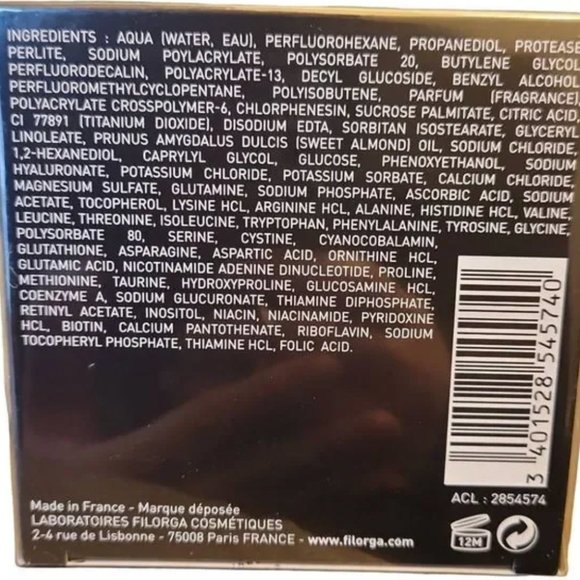 INGREDIENTS : AQUA (WATER, EAU), PERFLUOROHEXANE, PROPANEDIOL, PROTEASE
PERLITE, SODIUM POYLACRYLATE, POLYSORBATE 20, BUTYLENE GLYCOL
PERFLUORODECALIN, POLYACRYLATE-13, DECYL GLUCOSIDE, BENZYL ALCOHOL
PERFLUOROMETHYLCYCLOPENTANE, POLYISOBUTENE, PARFUM (FRAGRANCE)
POLYACRYLATE CROSSPOLYMER-6, CHLORPHENESIN, SUCROSE PALMITATE, CITRIC ACID,
CI 77891 (TITANIUM DIOXIDE), DISODIUM EDTA, SORBITAN ISOSTEARATE, GLYCERYL
LINOLEATE, PRUNUS AMYGDALUS DULCIS (SWEET ALMOND) OIL, SODIUM CHLORIDE,
1,2-HEXANEDIOL, CAPRYLYL GLYCOL, GLUCOSE, PHENOXYETHANOL, SODIUM
HYALURONATE, POTASSIUM CHLORIDE, POTASSIUM SORBATE, CALCIUM CHLORIDE,
MAGNESIUM SULFATE, GLUTAMINE, SODIUM PHOSPHATE, ASCORBIC ACID, SODIUM
ACETATE, TOCOPHEROL, LYSINE HCL, ARGININE HCL, ALANINE, HISTIDINE HCL, VALINE,
LEUCINE, THREONINE, ISOLEUCINE, TRYPTOPHAN, PHENYLALANINE, TYROSINE, GLYCINE,
POLYSORBATE 80, SERINE, CYSTINE, CYANOCOBALAMIN,
GLUTATHIONE, ASPARAGINE, ASPARTIC ACID, ORNITHINE HCL,
GLUTAMIC ACID, NICOTINAMIDE ADENINE DINUCLEOTIDE, PROLINE,
METHIONINE, TAURINE, HYDROXYPROLINE, GLUCOSAMINE HCL,
COENZYME A, SODIUM GLUCURONATE, THIAMINE DIPHOSPHATE,
RETINYL ACETATE, INOSITOL, NIACIN, NIACINAMIDE, PYRIDOXINE
HCL, BIOTIN, CALCIUM PANTOTHENATE, RIBOFLAVIN, SODIUM
TOCOPHERYL PHOSPHATE, THIAMINE HCL, FOLIC ACID.
3 401528 545740
ACL : 2854574
Made in France - Marque déposée
LABORATOIRES FILORGA COSMÉTIQUES
2-4 rue de Lisbonne - 75008 Paris FRANCE - www.filorga.com
12M